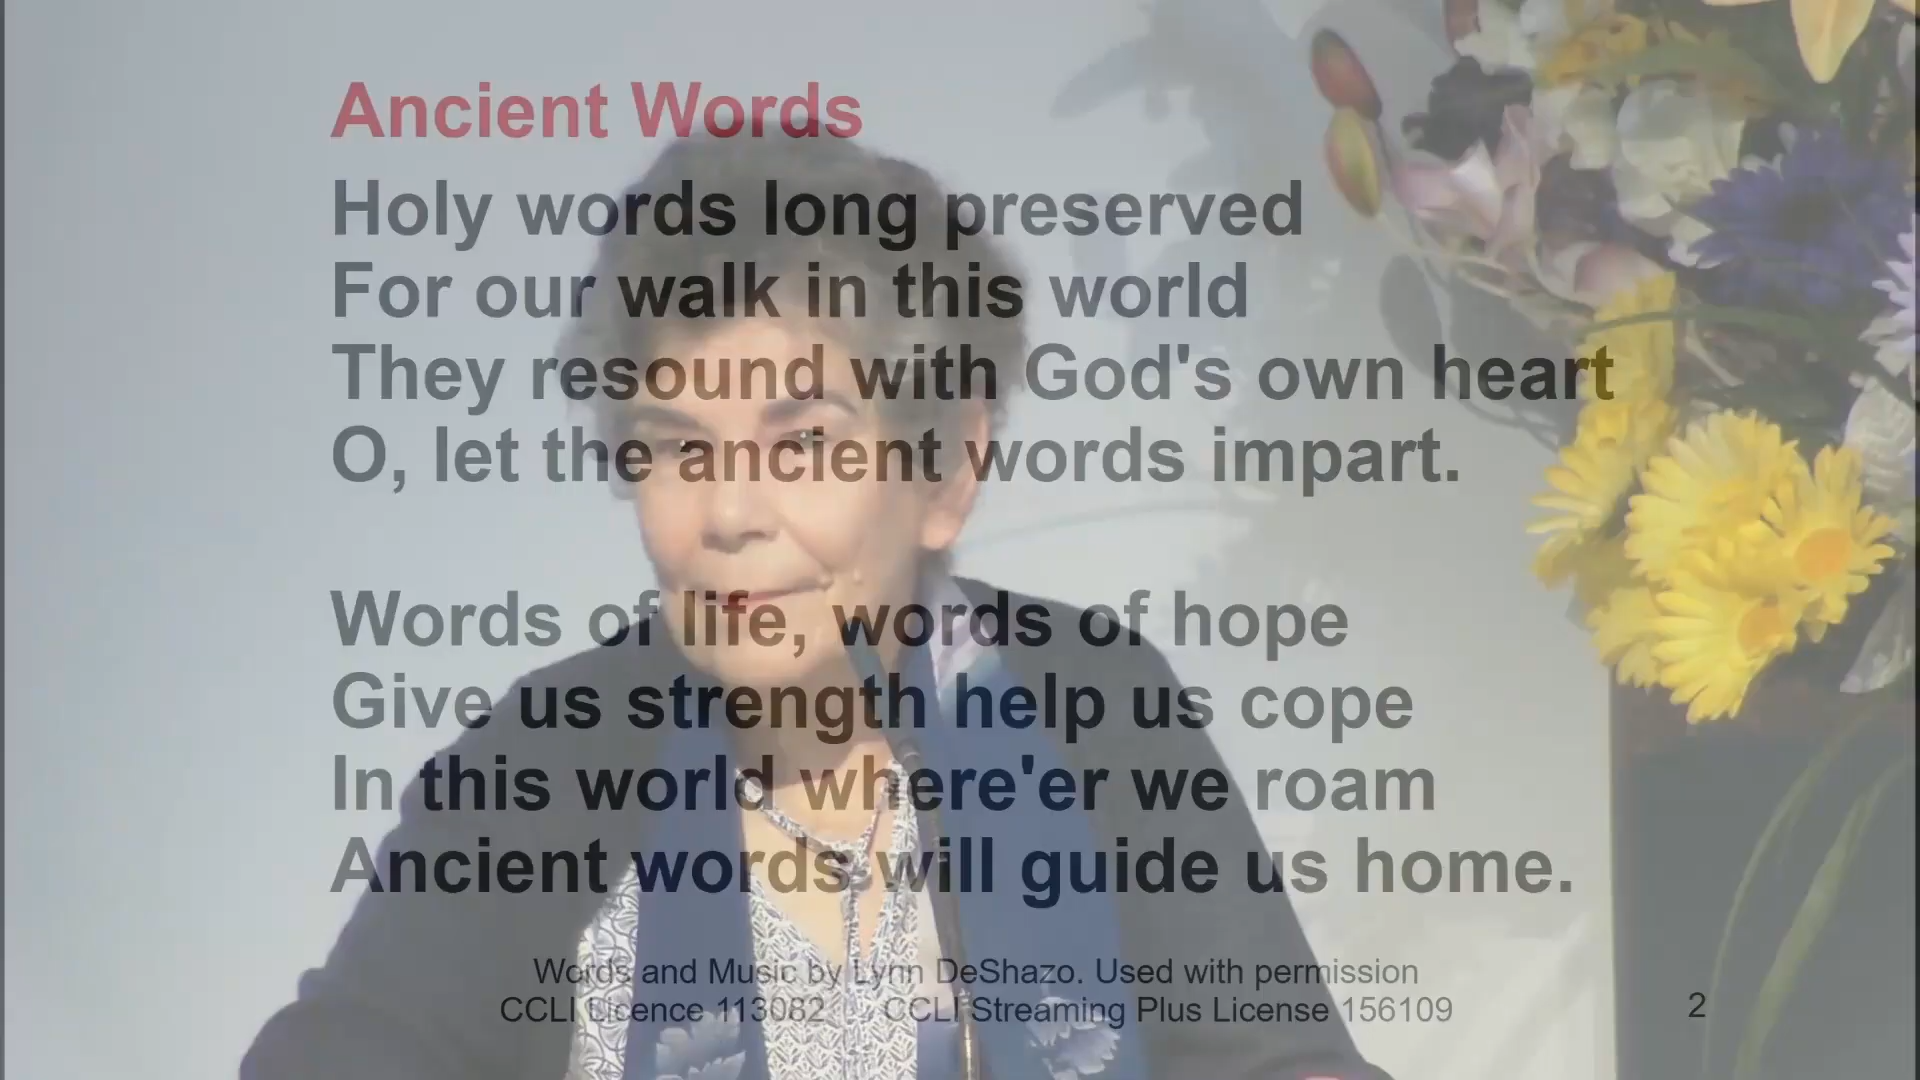 Ancient Words
Holy words long preserved
For our walk in this world
They resound with God's own heart
O, let the ancient words impart.
Words of life, words of hope
Give us strength help us cope
In this world where'er we roam
Ancient words will guide us home.
Words and Music by Lynn DeShazo. Used with permission
CCLI Licence 113082 CCLI Streaming Plus License 156109
2